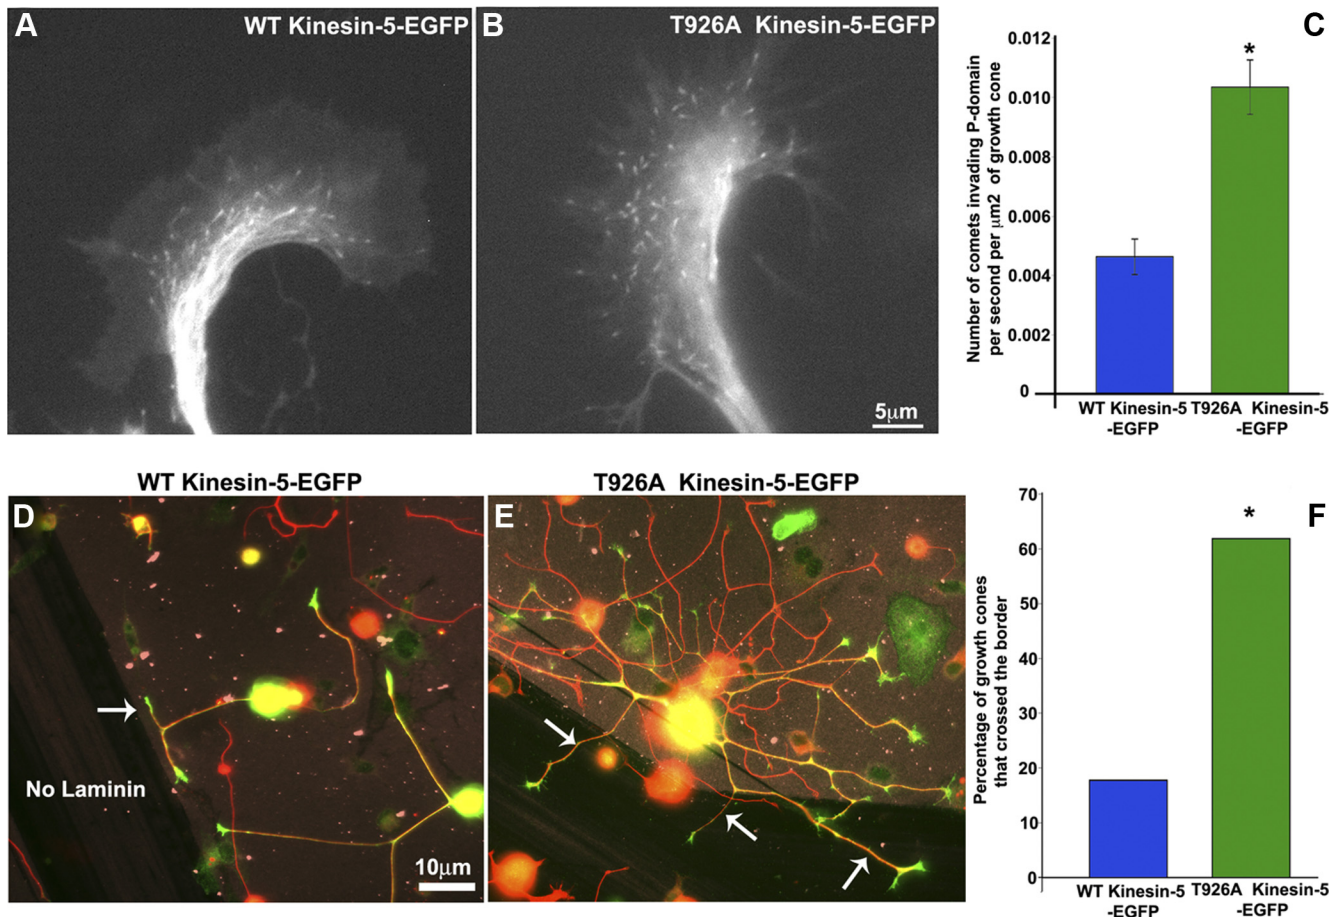 A
WT Kinesin-5-EGFP
B
T926A Kinesin-5-EGFP
5μm
C
Number of comets invading P-domain
per second per μm2 of growth cone
0.012
0.010
0.008
0.006
0.004
0.002
0
*
WT Kinesin-5
-EGFP
T926A Kinesin-5
-EGFP
WT Kinesin-5-EGFP
D
No Laminin
10μm
T926A Kinesin-5-EGFP
E
F
Percentage of growth cones
that crossed the border
70
60
50
40
30
20
10
0
*
WT Kinesin-5
-EGFP
T926A Kinesin-5
-EGFP